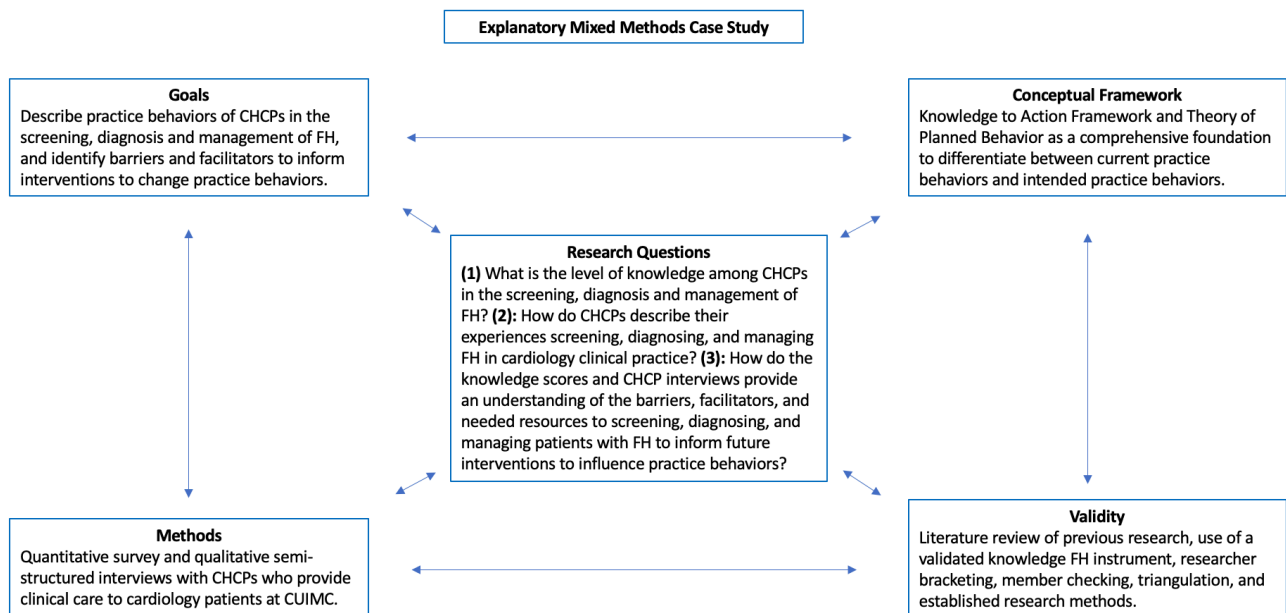 Explanatory Mixed Methods Case Study
Goals
Describe practice behaviors of CHCPs in the
screening, diagnosis and management of FH,
and identify barriers and facilitators to inform
interventions to change practice behaviors.
Conceptual Framework
Knowledge to Action Framework and Theory of
Planned Behavior as a comprehensive foundation
to differentiate between current practice
behaviors and intended practice behaviors.
Research Questions
(1) What is the level of knowledge among CHCPs
in the screening, diagnosis and management of
FH? (2): How do CHCPs describe their
experiences screening, diagnosing, and managing
FH in cardiology clinical practice? (3): How do the
knowledge scores and CHCP interviews provide
an understanding of the barriers, facilitators, and
needed resources to screening, diagnosing, and
managing patients with FH to inform future
interventions to influence practice behaviors?
Methods
Quantitative survey and qualitative semi-
structured interviews with CHCPs who provide
clinical care to cardiology patients at CUIMC.
Validity
Literature review of previous research, use of a
validated knowledge FH instrument, researcher
bracketing, member checking, triangulation, and
established research methods.